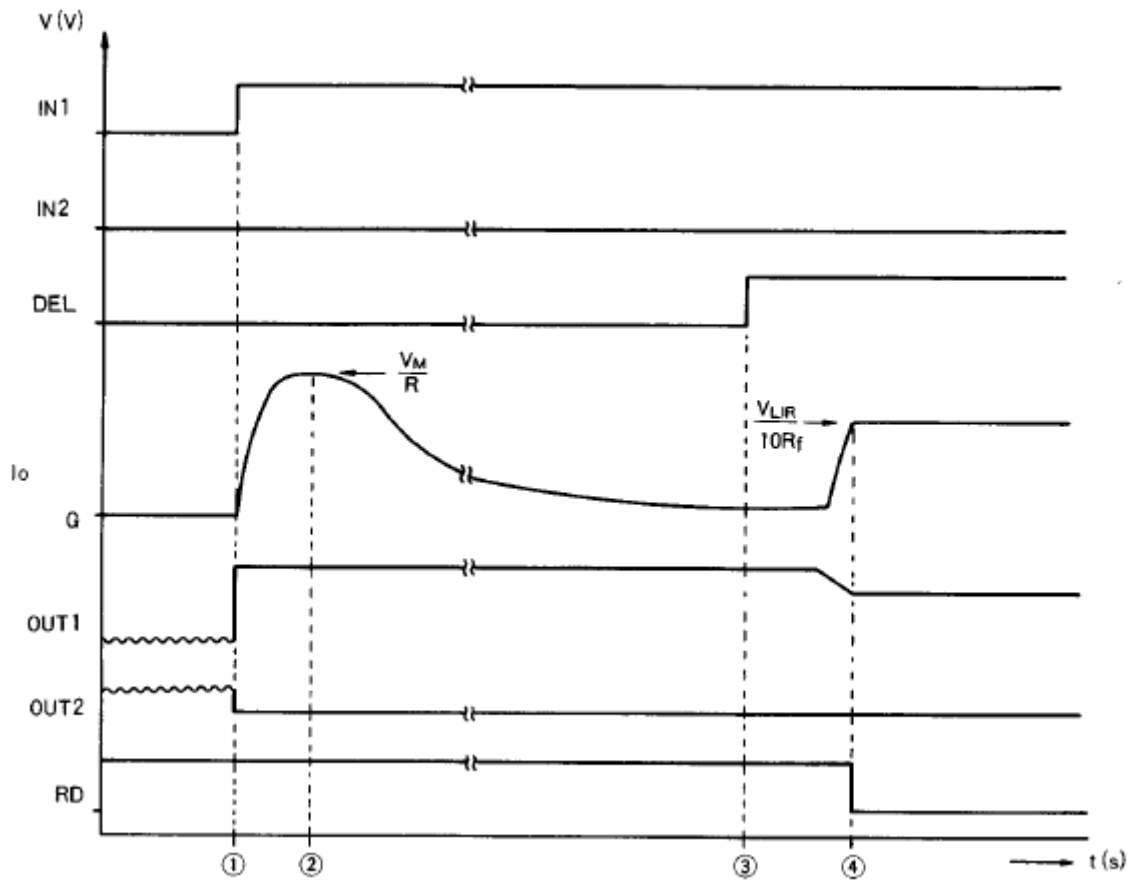 V (V)
IN1
IN2
DEL
V_M
R
V_LIR
10R_f
Io
G
OUT1
OUT2
RD
① ② ③ ④ t (s)